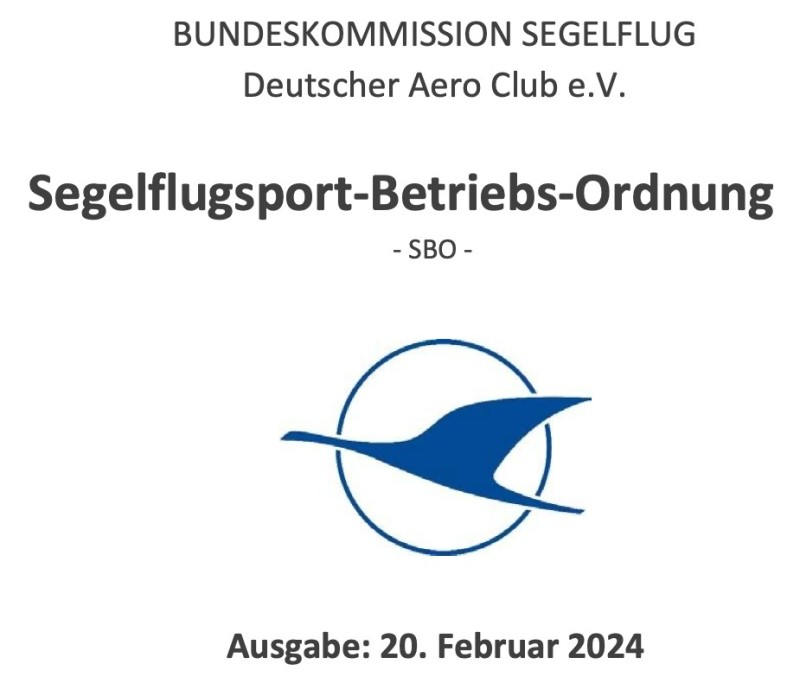 BUNDESKOMMISSION SEGELFLUG
Deutscher Aero Club e.V.
Segelflugsport-Betriebs-Ordnung
- SBO -
Ausgabe: 20. Februar 2024